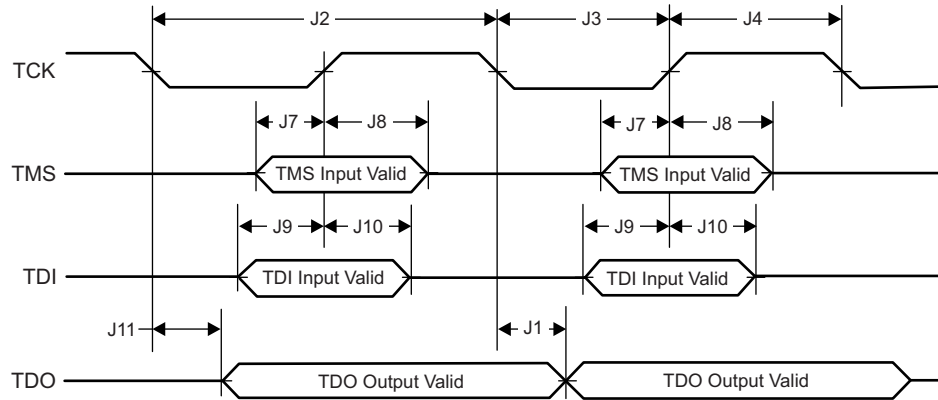 J2
J3
J4
TCK
J7
J8
J7
J8
TMS
TMS Input Valid
TMS Input Valid
J9
J10
J9
J10
TDI
TDI Input Valid
TDI Input Valid
J11
J1
TDO
TDO Output Valid
TDO Output Valid